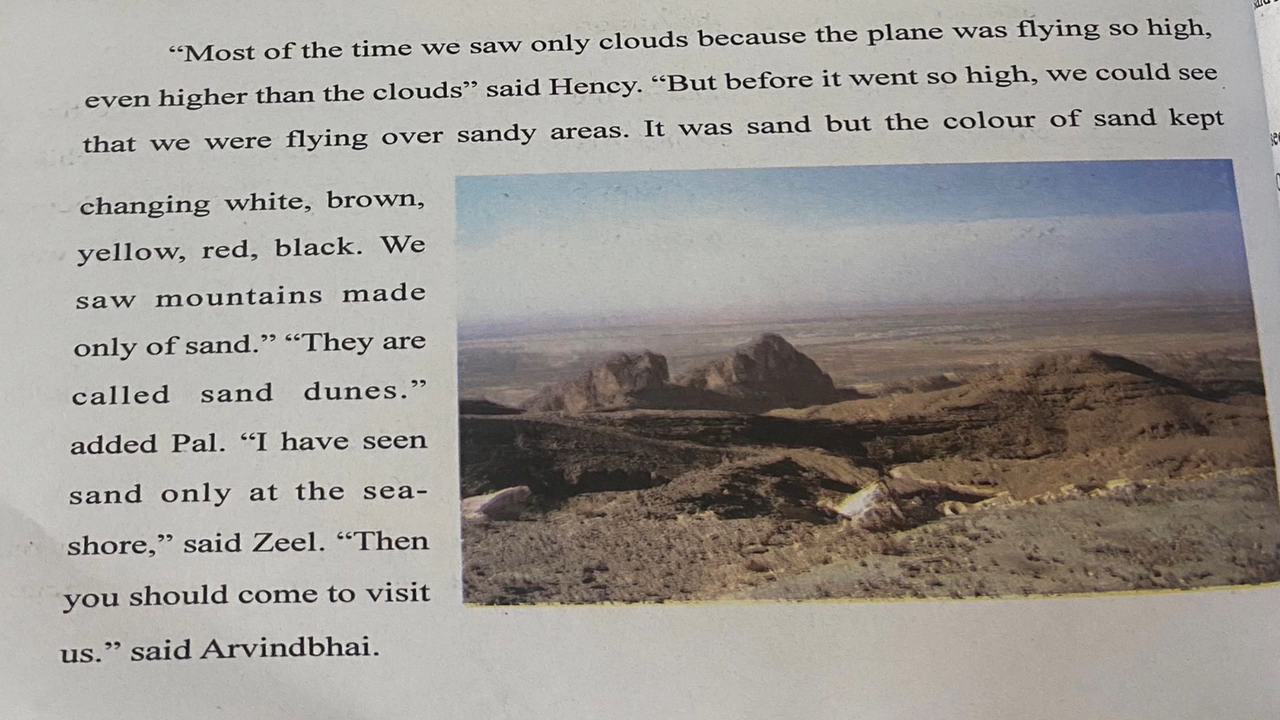 “Most of the time we saw only clouds because the plane was flying so high,
even higher than the clouds” said Hency. “But before it went so high, we could see
that we were flying over sandy areas. It was sand but the colour of sand kept
changing white, brown,
yellow, red, black. We
saw mountains made
only of sand.” “They are
called sand dunes.”
added Pal. “I have seen
sand only at the sea-
shore,” said Zeel. “Then
you should come to visit
us.” said Arvindbhai.